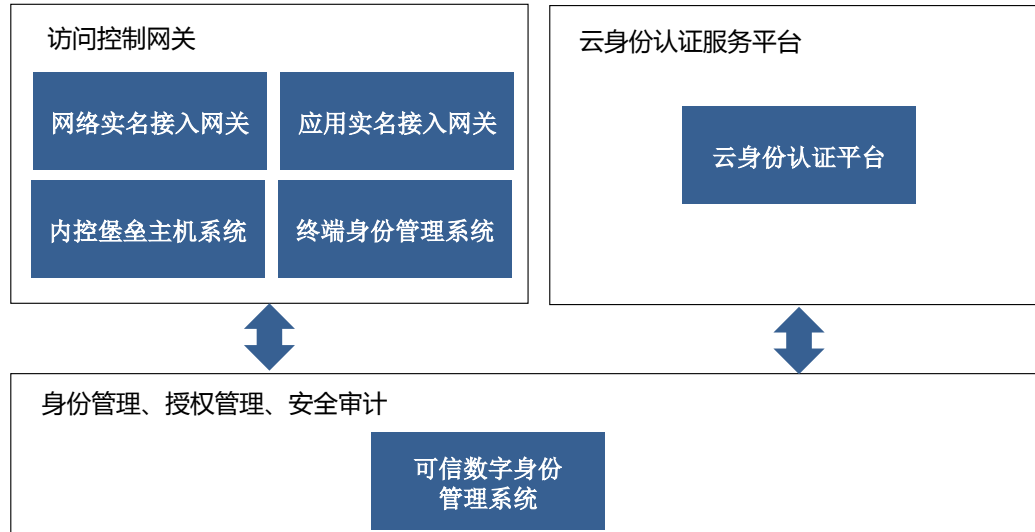 访问控制网关
网络实名接入网关
应用实名接入网关
内控堡垒主机系统
终端身份管理系统
云身份认证服务平台
云身份认证平台
身份管理、授权管理、安全审计
可信数字身份
管理系统